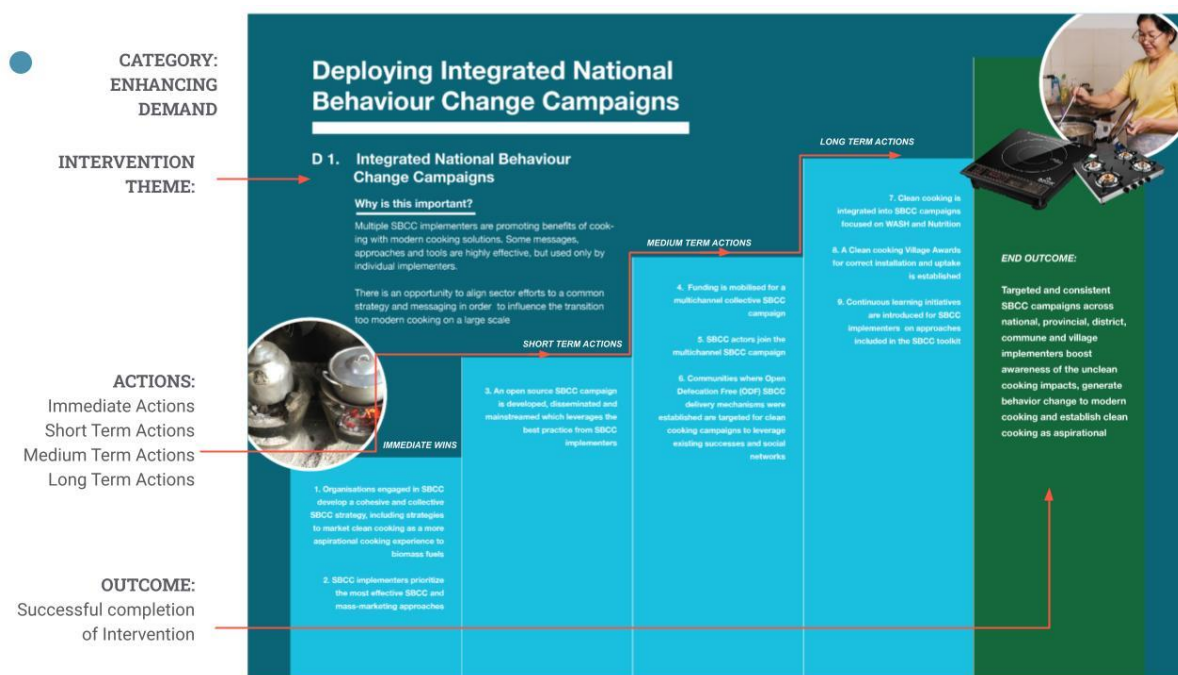 CATEGORY:
ENHANCING
DEMAND
INTERVENTION
THEME:
ACTIONS:
Immediate Actions
Short Term Actions
Medium Term Actions
Long Term Actions
OUTCOME:
Successful completion
of Intervention
Deploying Integrated National
Behaviour Change Campaigns
D 1. Integrated National Behaviour
Change Campaigns
Why is this important?
Multiple SBCC implementers are promoting benefits of cook-
ing with modern cooking solutions. Some messages,
approaches and tools are highly effective, but used only by
individual implementers.
There is an opportunity to align sector efforts to a common
strategy and messaging in order to influence the transition
too modern cooking on a large scale
IMMEDIATE WINS
1. Organisations engaged in SBCC
develop a cohesive and collective
SBCC strategy, including strategies
to market clean cooking as a more
aspirational cooking experience to
biomass fuels
2. SBCC implementers prioritize
the most effective SBCC and
mass-marketing approaches
SHORT TERM ACTIONS
3. An open source SBCC campaign
is developed, disseminated and
mainstreamed which leverages the
best practice from SBCC
implementers
MEDIUM TERM ACTIONS
4. Funding is mobilised for a
multichannel collective SBCC
campaign
5. SBCC actors join the
multichannel SBCC campaign
6. Communities where Open
Defecation Free (ODF) SBCC
delivery mechanisms were
established are targeted for clean
cooking campaigns to leverage
existing successes and social
networks
LONG TERM ACTIONS
7. Clean cooking is
integrated into SBCC campaigns
focused on WASH and Nutrition
8. A Clean cooking Village Awards
for correct installation and uptake
is established
9. Continuous learning initiatives
are introduced for SBCC
implementers on approaches
included in the SBCC toolkit
END OUTCOME:
Targeted and consistent
SBCC campaigns across
national, provincial, district,
commune and village
implementers boost
awareness of the unclean
cooking impacts, generate
behavior change to modern
cooking and establish clean
cooking as aspirational